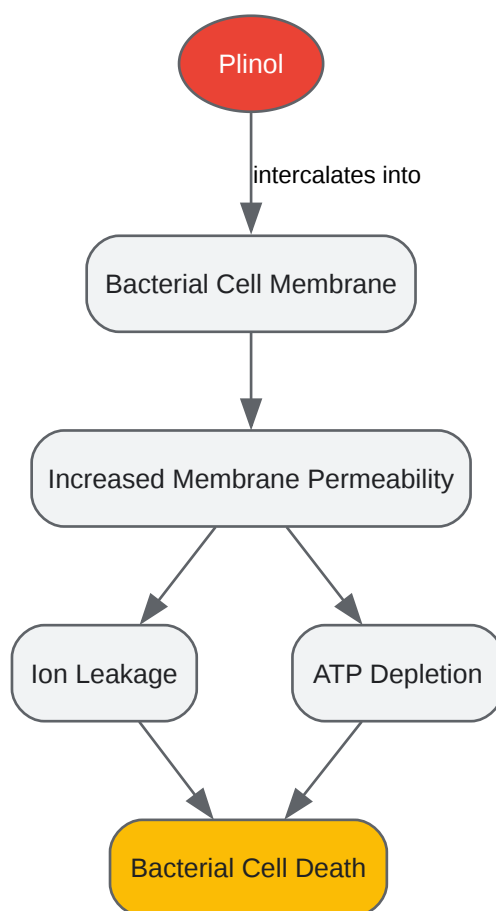 Plinol
intercalates into
Bacterial Cell Membrane
Increased Membrane Permeability
Ion Leakage
ATP Depletion
Bacterial Cell Death